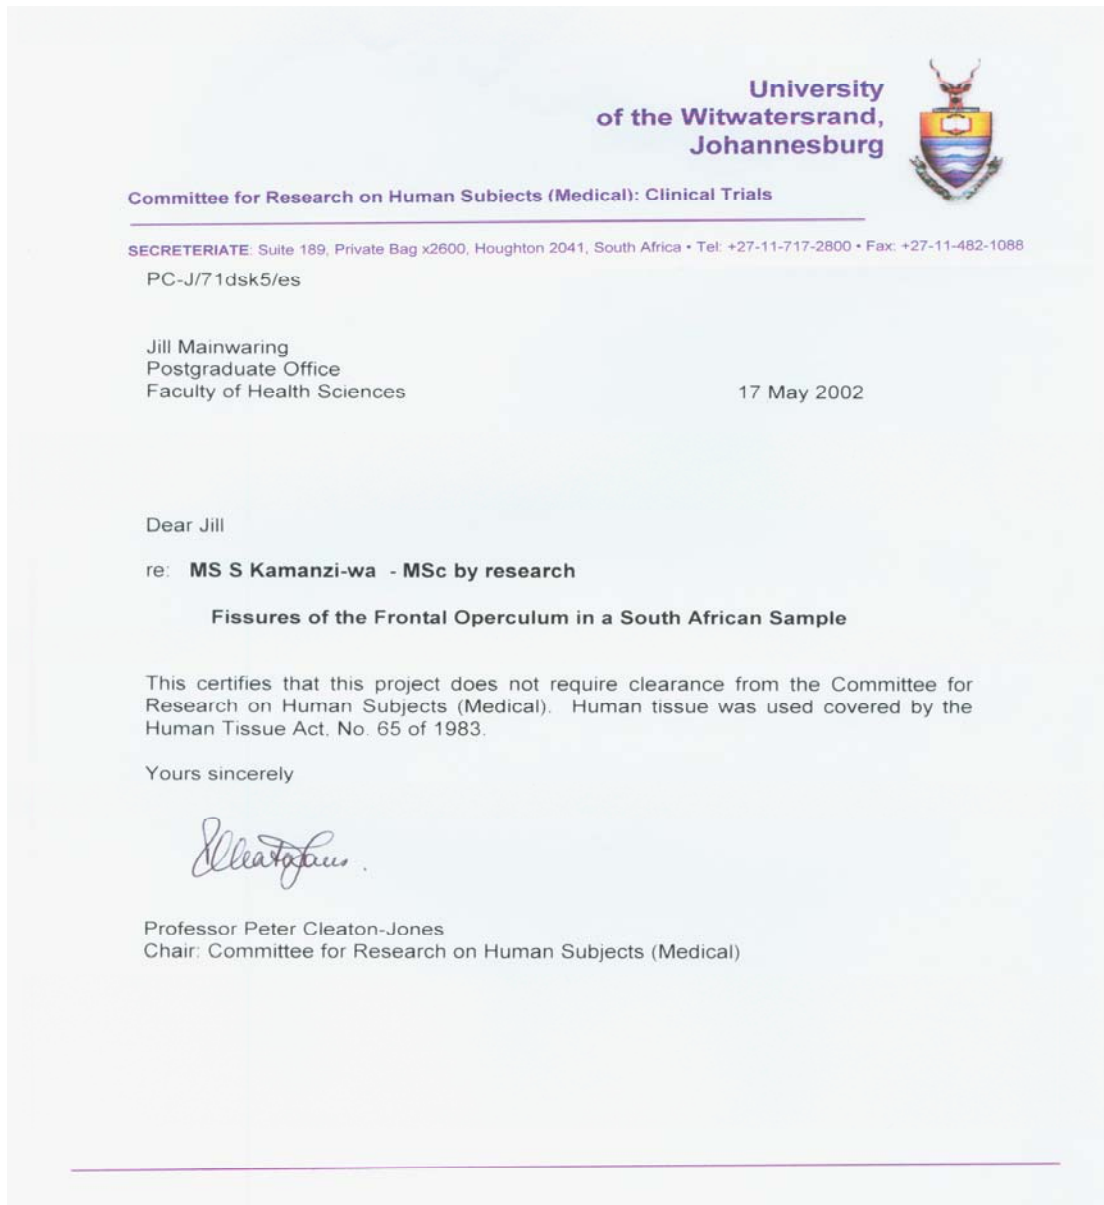 University
of the Witwatersrand,
Johannesburg
Committee for Research on Human Subjects (Medical): Clinical Trials
SECRETERIATE: Suite 189, Private Bag x2600, Houghton 2041, South Africa • Tel: +27-11-717-2800 • Fax: +27-11-482-1088
PC-J/71dsk5/es
Jill Mainwaring
Postgraduate Office
Faculty of Health Sciences 17 May 2002
Dear Jill
re: MS S Kamanzi-wa - MSc by research
Fissures of the Frontal Operculum in a South African Sample
This certifies that this project does not require clearance from the Committee for
Research on Human Subjects (Medical). Human tissue was used covered by the
Human Tissue Act, No. 65 of 1983.
Yours sincerely
Professor Peter Cleaton-Jones
Chair: Committee for Research on Human Subjects (Medical)